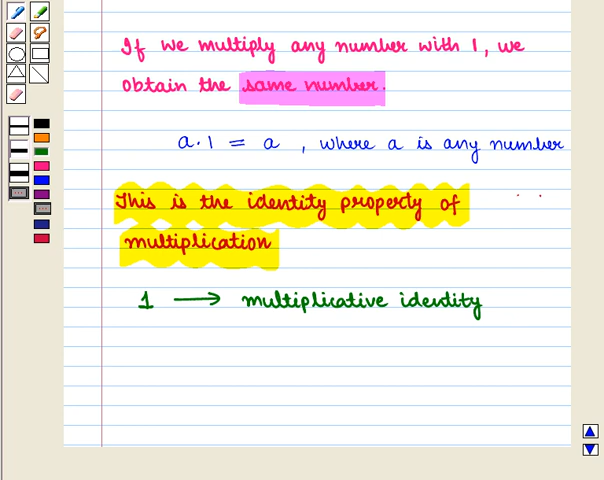 If we multiply any number with 1, we
obtain the same number.
a · 1 = a , where a is any number
This is the identity property of
multiplication
1 → multiplicative identity